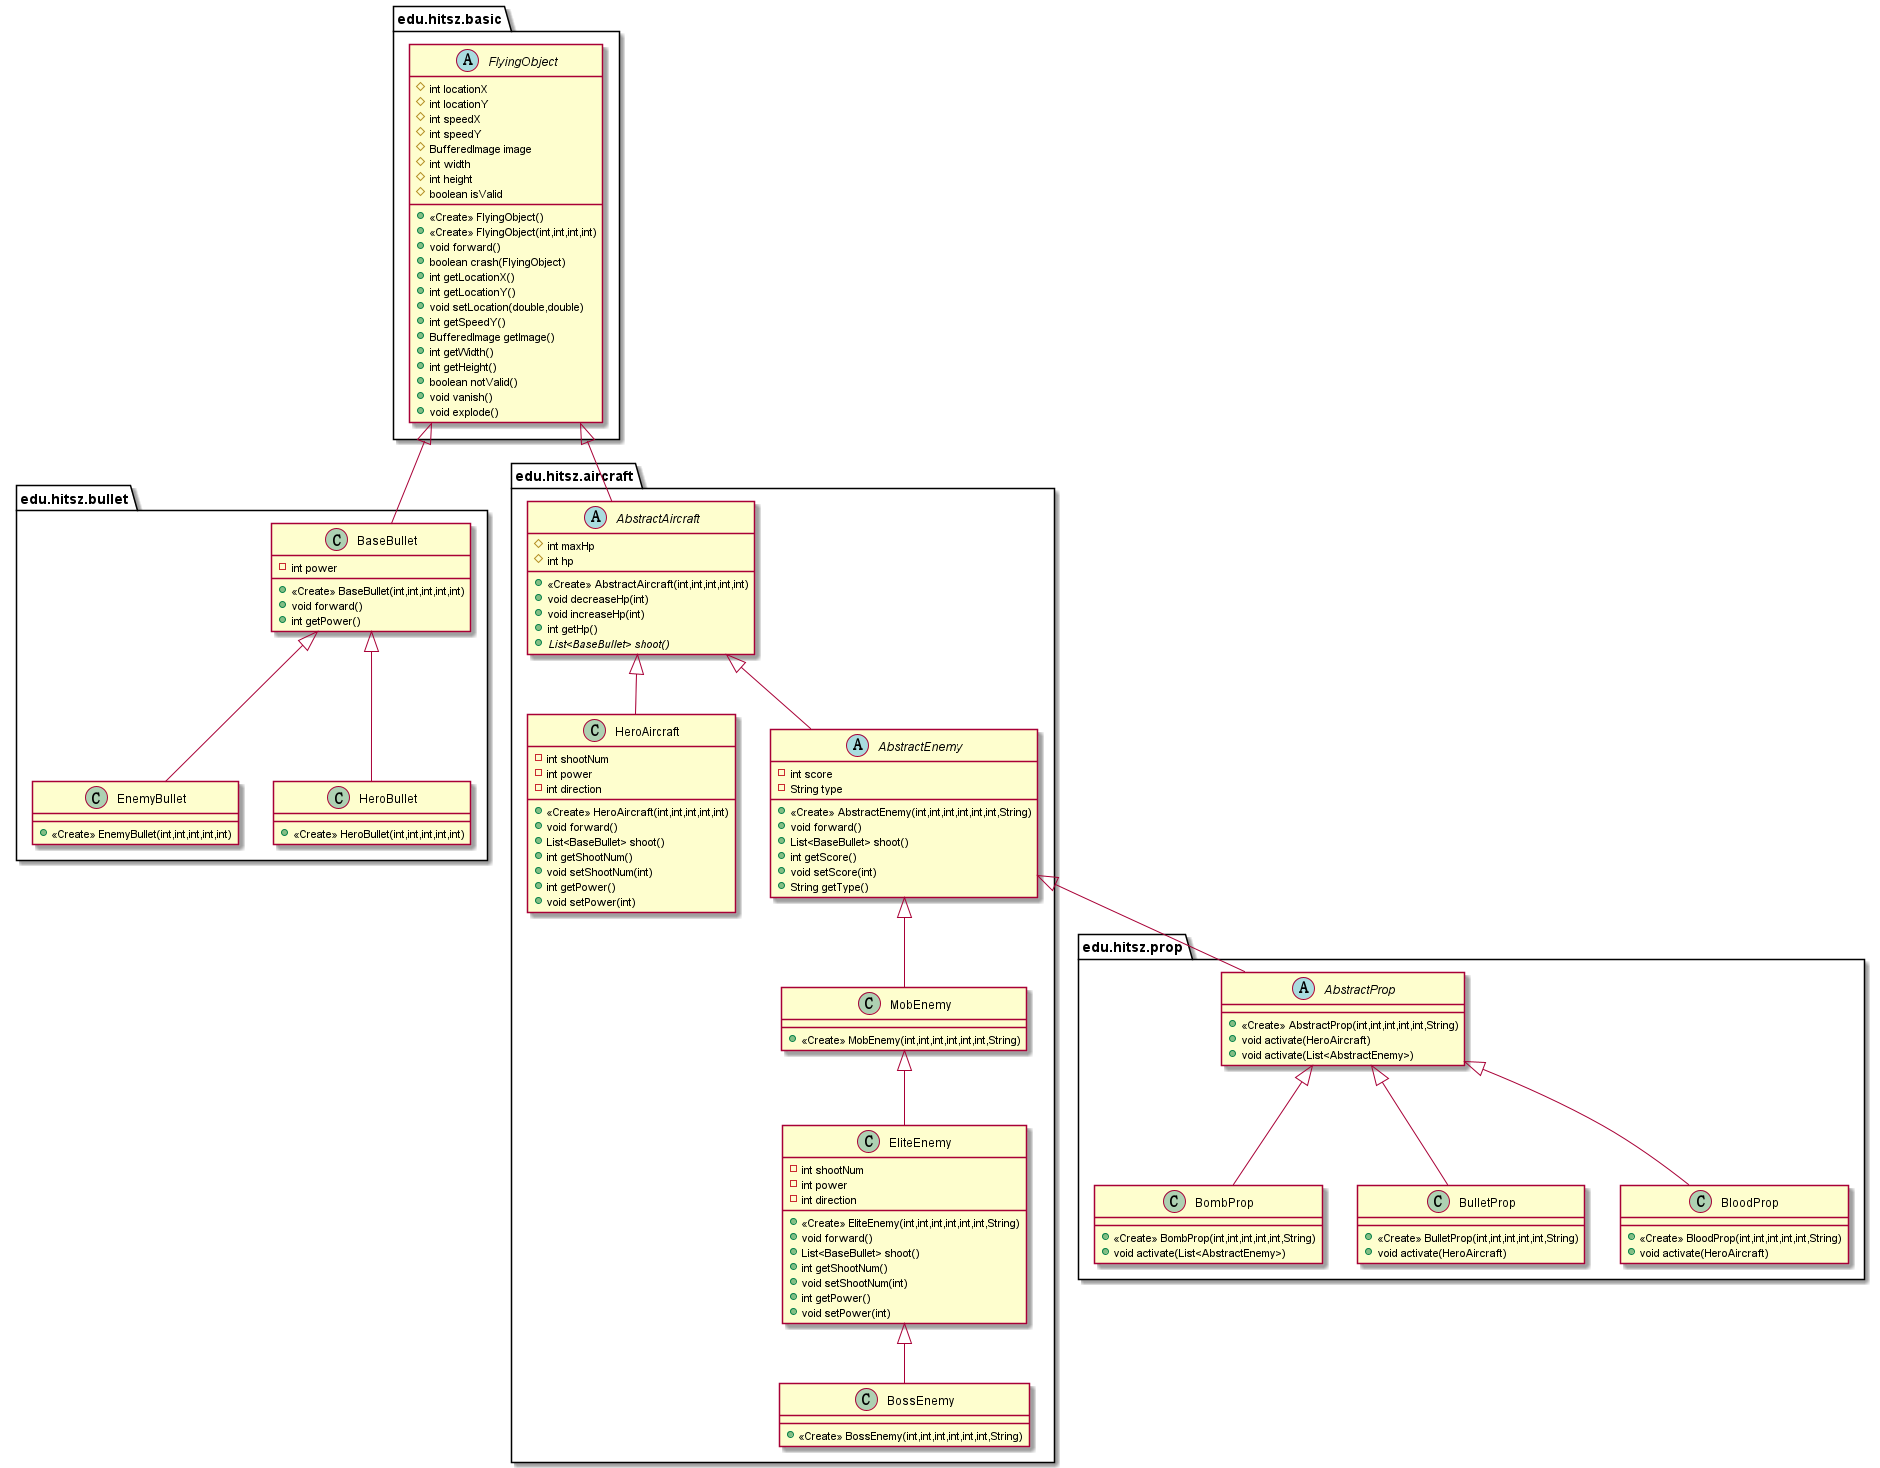 edu.hitsz.basic
A FlyingObject
int locationX
int locationY
int speedX
int speedY
BufferedImage image
int width
int height
boolean isValid
«Create» FlyingObject()
«Create» FlyingObject(int,int,int,int)
void forward()
boolean crash(FlyingObject)
int getLocationX()
int getLocationY()
void setLocation(double,double)
int getSpeedY()
BufferedImage getImage()
int getWidth()
int getHeight()
boolean notValid()
void vanish()
void explode()
edu.hitsz.bullet
C BaseBullet
int power
«Create» BaseBullet(int,int,int,int,int)
void forward()
int getPower()
C EnemyBullet
«Create» EnemyBullet(int,int,int,int,int)
C HeroBullet
«Create» HeroBullet(int,int,int,int,int)
edu.hitsz.aircraft
A AbstractAircraft
int maxHp
int hp
«Create» AbstractAircraft(int,int,int,int,int)
void decreaseHp(int)
void increaseHp(int)
int getHp()
List<BaseBullet> shoot()
C HeroAircraft
int shootNum
int power
int direction
«Create» HeroAircraft(int,int,int,int,int)
void forward()
List<BaseBullet> shoot()
int getShootNum()
void setShootNum(int)
int getPower()
void setPower(int)
A AbstractEnemy
int score
String type
«Create» AbstractEnemy(int,int,int,int,int,int,String)
void forward()
List<BaseBullet> shoot()
int getScore()
void setScore(int)
String getType()
C MobEnemy
«Create» MobEnemy(int,int,int,int,int,int,String)
C EliteEnemy
int shootNum
int power
int direction
«Create» EliteEnemy(int,int,int,int,int,int,String)
void forward()
List<BaseBullet> shoot()
int getShootNum()
void setShootNum(int)
int getPower()
void setPower(int)
C BossEnemy
«Create» BossEnemy(int,int,int,int,int,int,String)
edu.hitsz.prop
A AbstractProp
«Create» AbstractProp(int,int,int,int,int,String)
void activate(HeroAircraft)
void activate(List<AbstractEnemy>)
C BombProp
«Create» BombProp(int,int,int,int,int,String)
void activate(List<AbstractEnemy>)
C BulletProp
«Create» BulletProp(int,int,int,int,int,String)
void activate(HeroAircraft)
C BloodProp
«Create» BloodProp(int,int,int,int,int,String)
void activate(HeroAircraft)